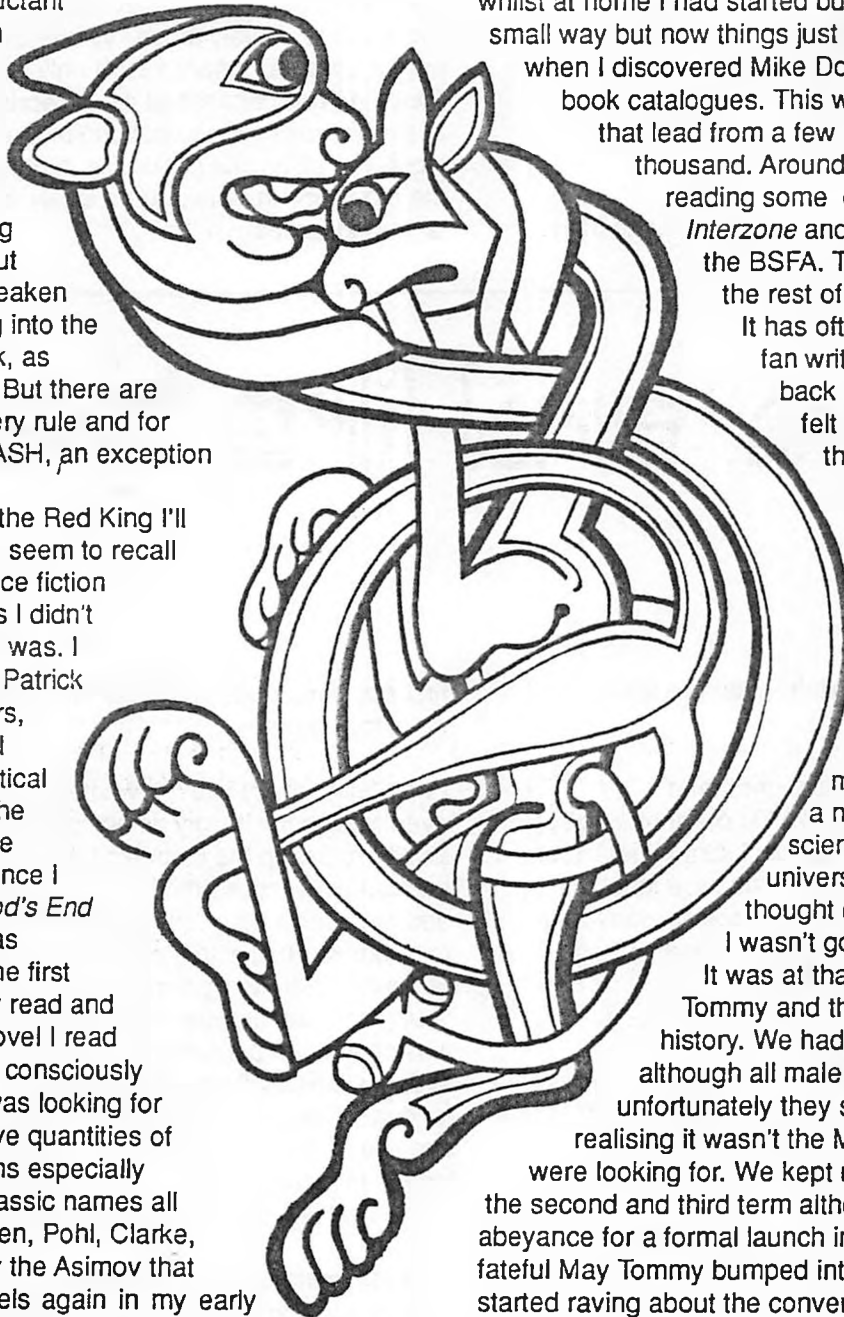 uctant
n
g
ut
eaken
g into the
k, as
But there are
ery rule and for
ASH, an exception
the Red King I'll
seem to recall
ce fiction
s I didn't
was. I
Patrick
rs,
d
tical
he
e
nce I
od's End
as
he first
r read and
ovel I read
consciously
was looking for
ve quantities of
ns especially
assic names all
en, Pohl, Clarke,
y the Asimov that
els again in my early
whilst at home I had started bu
small way but now things just
when I discovered Mike Do
book catalogues. This w
that lead from a few
thousand. Around
reading some
Interzone and
the BSFA. T
the rest of
It has oft
fan writ
back
felt
th
m
a n
scien
univers
thought
I wasn't go
It was at tha
Tommy and th
history. We had
although all male
unfortunately they s
realising it wasn't the M
were looking for. We kept
the second and third term alth
abeyance for a formal launch in
fateful May Tommy bumped int
started raving about the conver